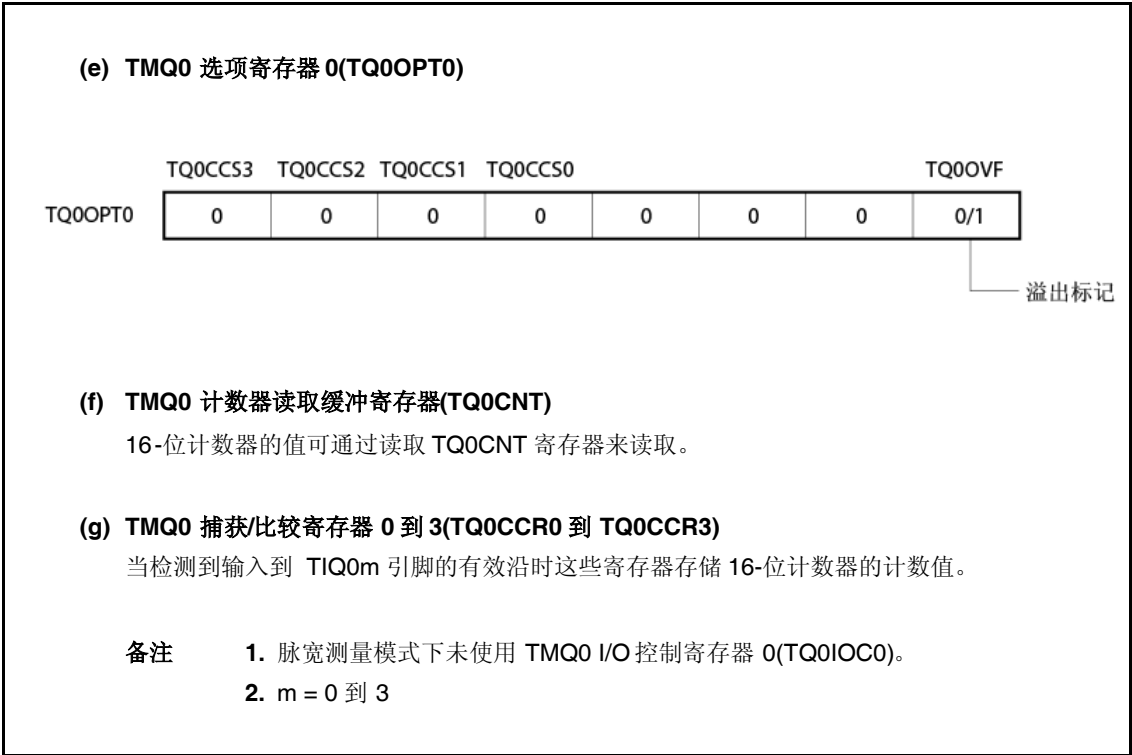 (e) TMQ0 选项寄存器 0(TQ0OPT0)
TQ0CCS3 TQ0CCS2 TQ0CCS1 TQ0CCS0 TQ0OVF
TQ0OPT0 0 0 0 0 0 0 0 0/1
溢出标记
(f) TMQ0 计数器读取缓冲寄存器(TQ0CNT)
16-位计数器的值可通过读取 TQ0CNT 寄存器来读取。
(g) TMQ0 捕获/比较寄存器 0 到 3(TQ0CCR0 到 TQ0CCR3)
当检测到输入到 TIQ0m 引脚的有效沿时这些寄存器存储 16-位计数器的计数值。
备注 1. 脉宽测量模式下未使用 TMQ0 I/O 控制寄存器 0(TQ0IOC0)。
2. m = 0 到 3